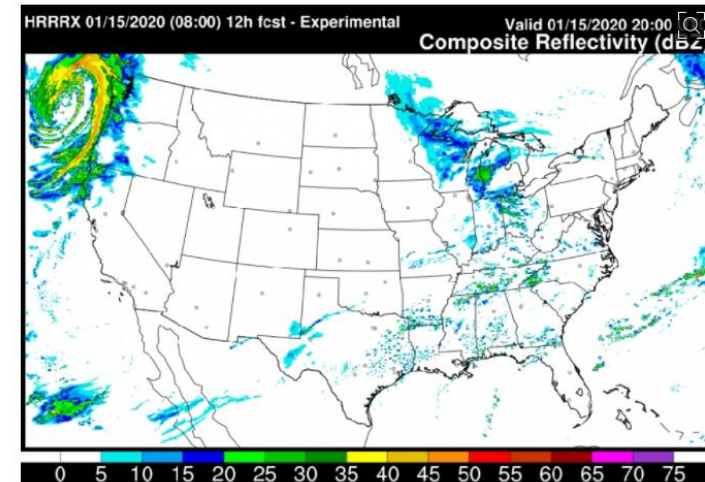 HRRRX 01/15/2020 (08:00) 12h fcst - Experimental
Valid 01/15/2020 20:00
Composite Reflectivity (dBZ
0 5 10 15 20 25 30 35 40 45 50 55 60 65 70 75